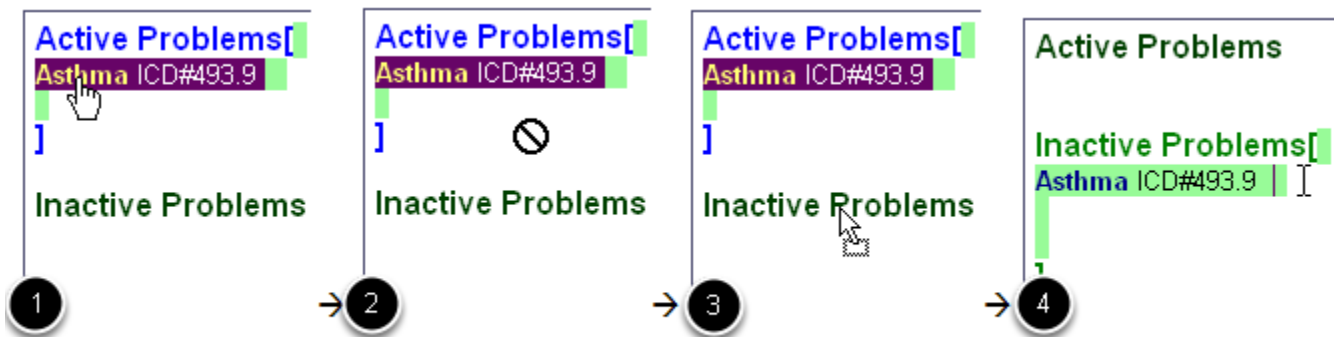 Active Problems[
Asthma ICD#493.9
]
Inactive Problems
1
→
Active Problems[
Asthma ICD#493.9
]
Inactive Problems
2
→
Active Problems[
Asthma ICD#493.9
]
Inactive Problems
3
→
Active Problems
Inactive Problems[
Asthma ICD#493.9
]
4